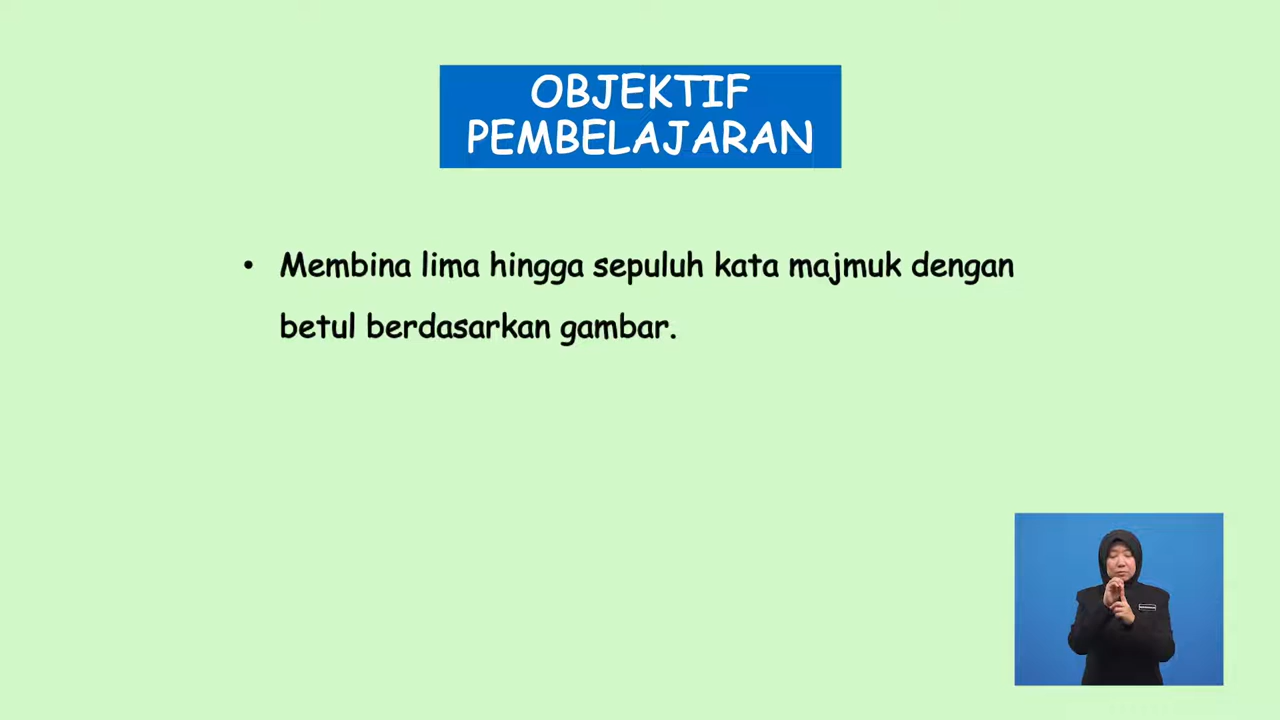 OBJEKTIF
PEMBELAJARAN
• Membina lima hingga sepuluh kata majmuk dengan
betul berdasarkan gambar.